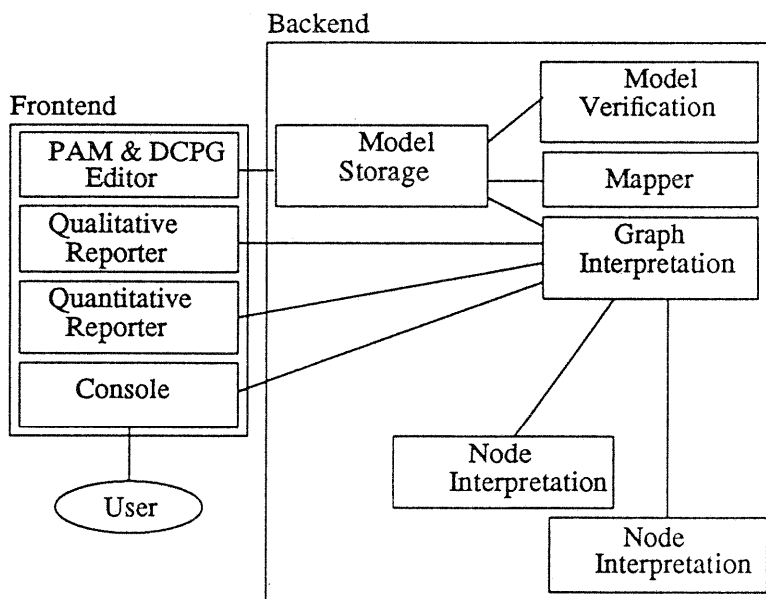 Backend
Frontend
PAM & DCPG
Editor
Qualitative
Reporter
Quantitative
Reporter
Console
User
Model
Storage
Model
Verification
Mapper
Graph
Interpretation
Node
Interpretation
Node
Interpretation